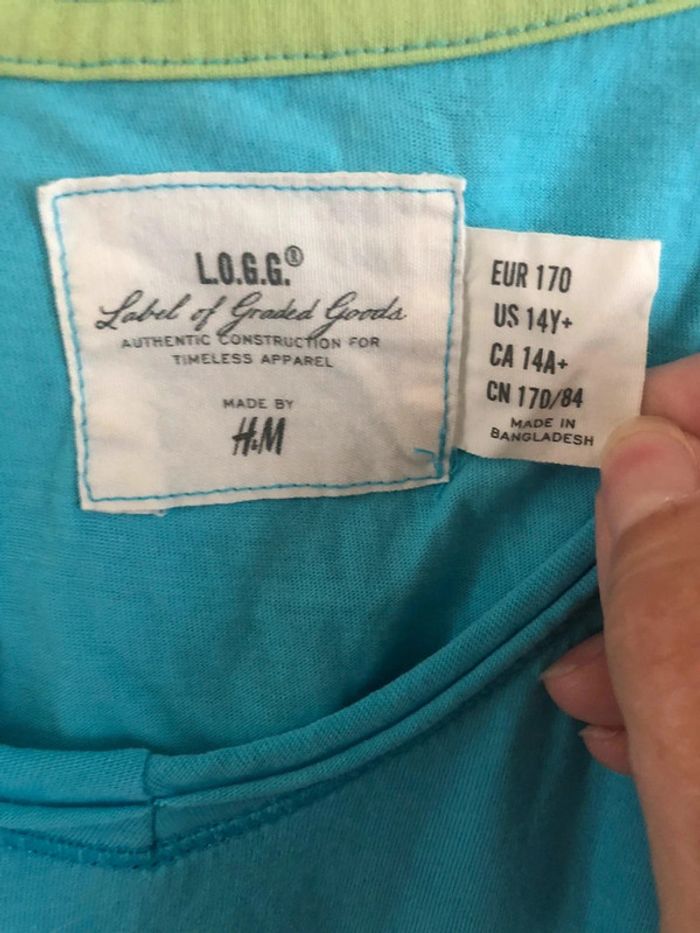 L.O.G.G.®
Label of Graded Goods
AUTHENTIC CONSTRUCTION FOR
TIMELESS APPAREL
MADE BY
H&M
EUR 170
US 14Y+
CA 14A+
CN 170/84
MADE IN
BANGLADESH